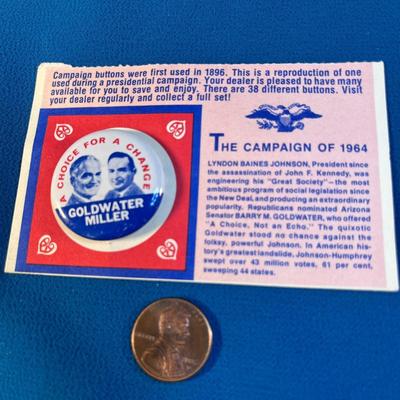 Campaign buttons were first used in 1896. This is a reproduction of one
used during a presidential campaign. Your dealer is pleased to have many
available for you to save and enjoy. There are 38 different buttons. Visit
your dealer regularly and collect a full set!
A CHOICE FOR A CHANGE
GOLDWATER
MILLER
THE CAMPAIGN OF 1964
LYNDON BAINES JOHNSON, President since
the assassination of John F. Kennedy, was
engineering his "Great Society"—the most
ambitious program of social legislation since
the New Deal, and producing an extraordinary
popularity. Republicans nominated Arizona
Senator BARRY M. GOLDWATER, who offered
"A Choice, Not an Echo." The quixotic
Goldwater stood no chance against the
folksy, powerful Johnson. In American his-
tory's greatest landslide, Johnson-Humphrey
swept over 43 million votes, 61 per cent,
sweeping 44 states.